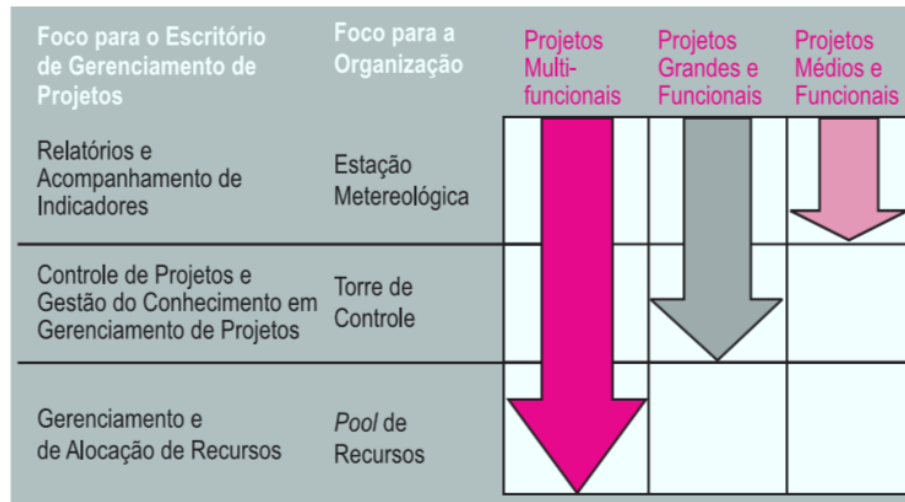 Foco para o Escritório
de Gerenciamento de
Projetos
Foco para a
Organização
Projetos
Multi-
funcionais
Projetos
Grandes e
Funcionais
Projetos
Médios e
Funcionais
Relatórios e
Acompanhamento de
Indicadores
Estação
Metereológica
Controle de Projetos e
Gestão do Conhecimento em
Gerenciamento de Projetos
Torre de
Controle
Gerenciamento e
de Alocação de Recursos
Pool de
Recursos